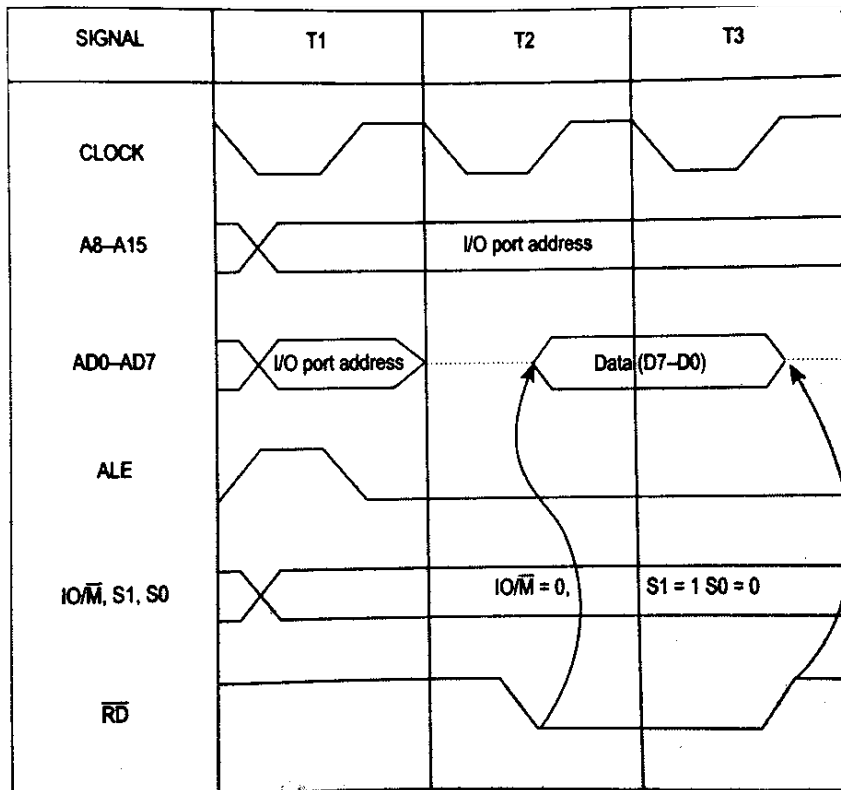 SIGNAL T1 T2 T3
CLOCK
A8–A15 I/O port address
AD0–AD7 I/O port address Data (D7–D0)
ALE
IO/M̅, S1, S0 IO/M̅ = 0, S1 = 1 S0 = 0
R̅D̅